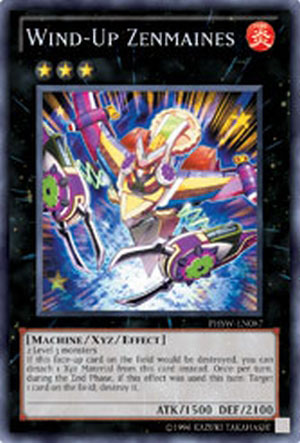 WIND-UP ZENMAINES
炎
PHSW-EN087
[MACHINE/XYZ/EFFECT]
2 Level 3 monsters
If this face-up card on the field would be destroyed, you can
detach 1 Xyz Material from this card instead. Once per turn,
during the End Phase, if this effect was used this turn: Target
1 card on the field; destroy it.
ATK/1500 DEF/2100
©1996 KAZUKI TAKAHASHI